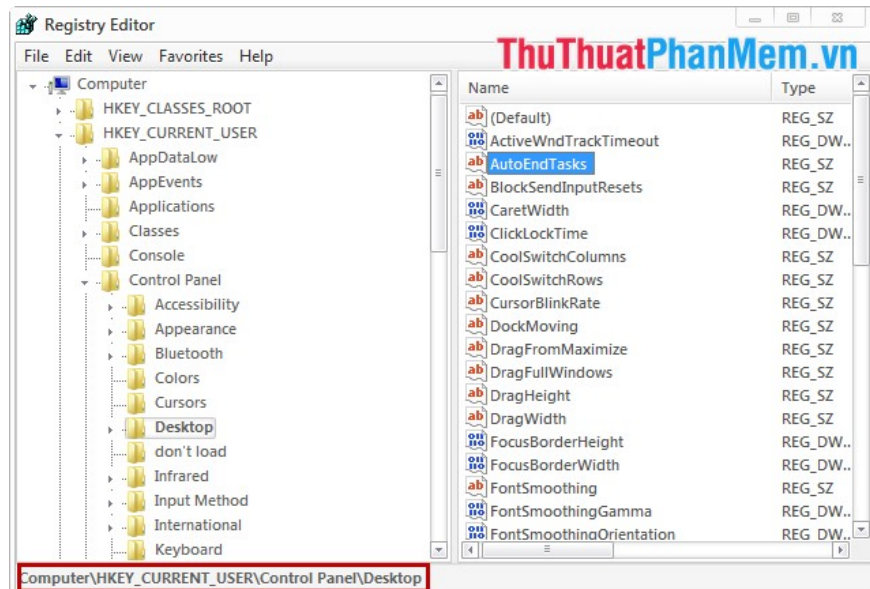 Registry Editor
File Edit View Favorites Help
ThuThuatPhanMem.vn
Computer
HKEY_CLASSES_ROOT
HKEY_CURRENT_USER
AppDataLow
AppEvents
Applications
Classes
Console
Control Panel
Accessibility
Appearance
Bluetooth
Colors
Cursors
Desktop
don't load
Infrared
Input Method
International
Keyboard
Name Type
(Default) REG_SZ
ActiveWndTrackTimeout REG_DW...
AutoEndTasks REG_SZ
BlockSendInputResets REG_SZ
CaretWidth REG_DW...
ClickLockTime REG_DW...
CoolSwitchColumns REG_SZ
CoolSwitchRows REG_SZ
CursorBlinkRate REG_SZ
DockMoving REG_SZ
DragFromMaximize REG_SZ
DragFullWindows REG_SZ
DragHeight REG_SZ
DragWidth REG_SZ
FocusBorderHeight REG_DW...
FocusBorderWidth REG_DW...
FontSmoothing REG_SZ
FontSmoothingGamma REG_DW...
FontSmoothingOrientation REG_DW...
Computer\HKEY_CURRENT_USER\Control Panel\Desktop